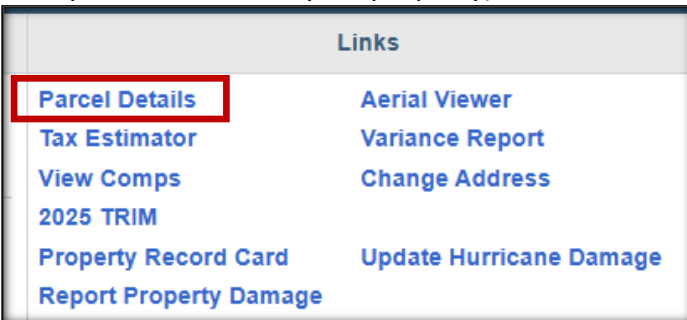 Links
Parcel Details Aerial Viewer
Tax Estimator Variance Report
View Comps Change Address
2025 TRIM
Property Record Card Update Hurricane Damage
Report Property Damage